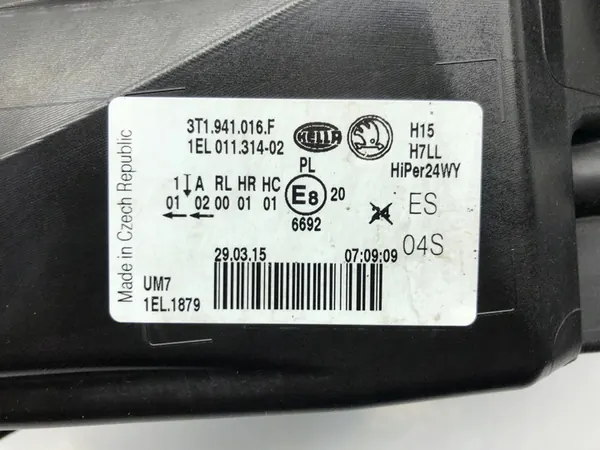 Made in Czech Republic
3T1.941.016.F
1EL 011.314-02
HELLA
H15
H7LL
HiPer24WY
PL
1 A RL HR HC
01 02 00 01 01
E8
20
6692
24
ES
04S
29.03.15
07:09:09
UM7
1EL.1879